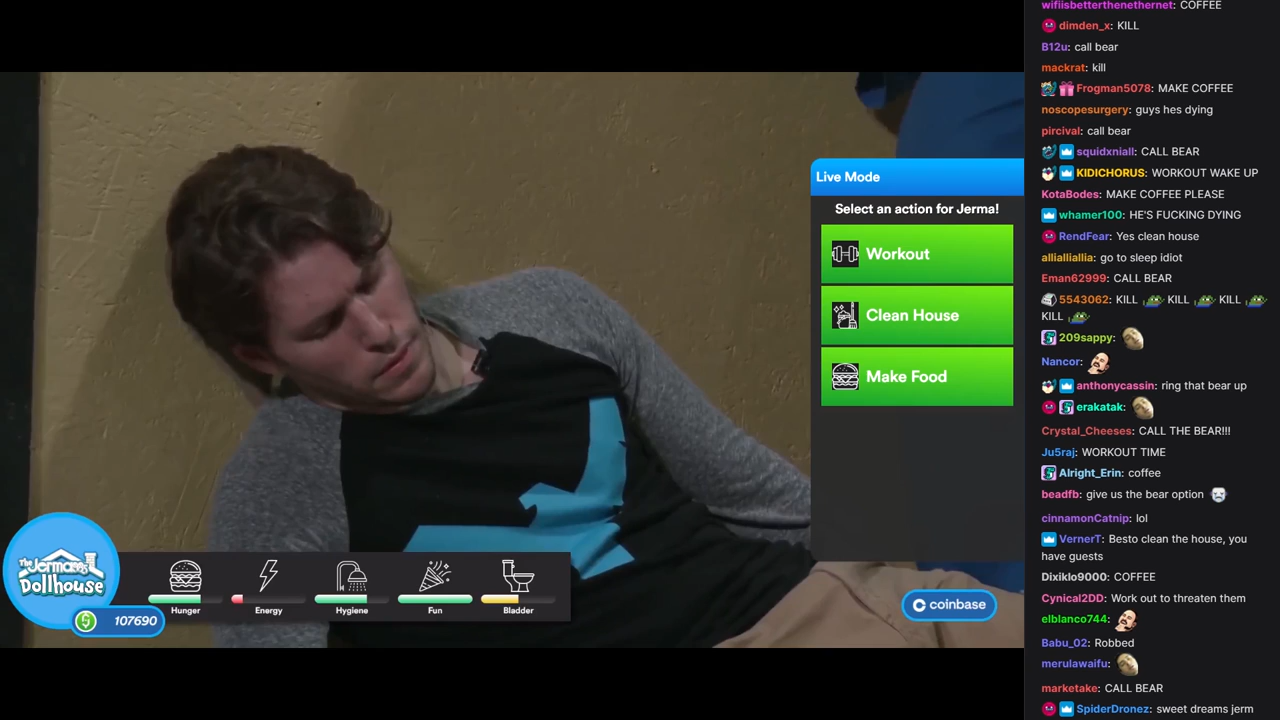 Live Mode
Select an action for Jerma!
Workout
Clean House
Make Food
The Jerma985
Dollhouse
107690
Hunger
Energy
Hygiene
Fun
Bladder
coinbase
wifiisbetterthenethernet: COFFEE
dimden_x: KILL
B12u: call bear
mackrat: kill
Frogman5078: MAKE COFFEE
noscopesurgery: guys hes dying
pircival: call bear
squidxniall: CALL BEAR
KIDICHORUS: WORKOUT WAKE UP
KotaBodes: MAKE COFFEE PLEASE
whamer100: HE'S FUCKING DYING
RendFear: Yes clean house
allialliallia: go to sleep idiot
Eman62999: CALL BEAR
5543062: KILL KILL KILL
KILL
209sappy:
Nancor:
anthonycassin: ring that bear up
erakatak:
Crystal_Cheeses: CALL THE BEAR!!!
Ju5raj: WORKOUT TIME
Alright_Erin: coffee
beadfb: give us the bear option
cinnamonCatnip: lol
VernerT: Besto clean the house, you
have guests
Dixiklo9000: COFFEE
Cynical2DD: Work out to threaten them
elblanco744:
Babu_02: Robbed
merulawaifu:
marketake: CALL BEAR
SpiderDronez: sweet dreams jerm